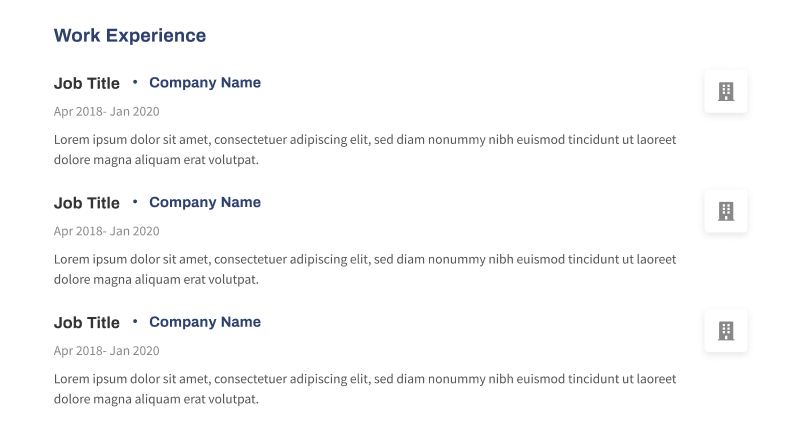 Work Experience
Job Title • Company Name
Apr 2018- Jan 2020
Lorem ipsum dolor sit amet, consectetuer adipiscing elit, sed diam nonummy nibh euismod tincidunt ut laoreet
dolore magna aliquam erat volutpat.
Job Title • Company Name
Apr 2018- Jan 2020
Lorem ipsum dolor sit amet, consectetuer adipiscing elit, sed diam nonummy nibh euismod tincidunt ut laoreet
dolore magna aliquam erat volutpat.
Job Title • Company Name
Apr 2018- Jan 2020
Lorem ipsum dolor sit amet, consectetuer adipiscing elit, sed diam nonummy nibh euismod tincidunt ut laoreet
dolore magna aliquam erat volutpat.